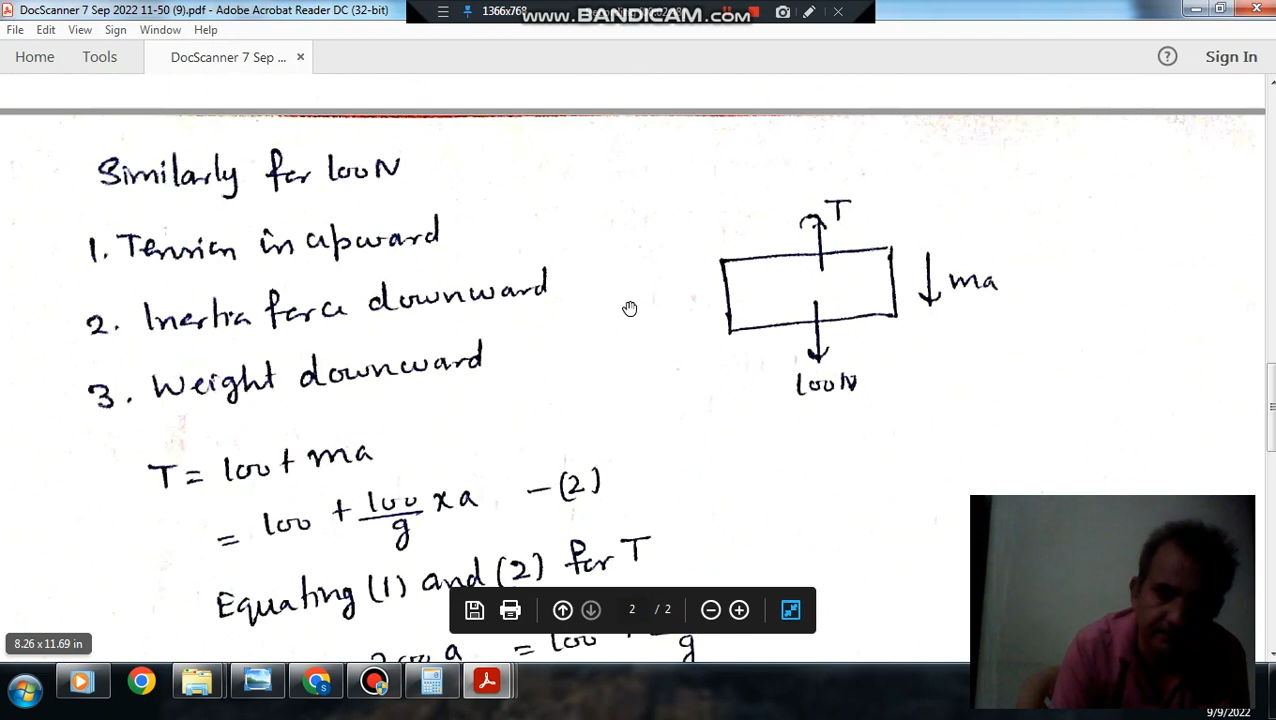 DocScanner 7 Sep 2022 11-50 (9).pdf - Adobe Acrobat Reader DC (32-bit)
1366x768
www.BANDICAM.com
File Edit View Sign Window Help
Home Tools DocScanner 7 Sep ... Sign In
Similarly for 100N
1. Tension in upward
2. Inertia force downward
3. Weight downward
T
ma
100N
T = 100 + ma
= 100 + 100/g x a - (2)
Equating (1) and (2) for T
2 / 2
= 100
g
8.26 x 11.69 in
9/9/2022